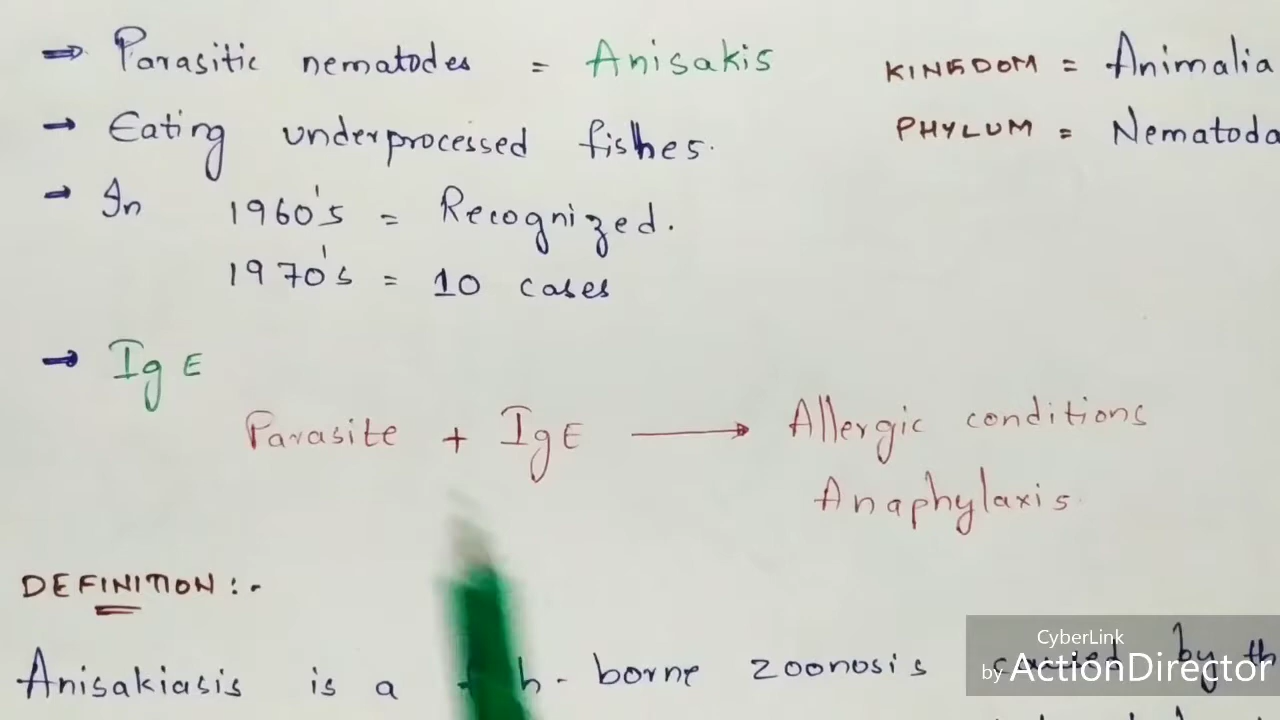 → Parasitic nematodes = Anisakis
KINGDOM = Animalia
→ Eating underprocessed fishes.
PHYLUM = Nematoda
→ In 1960's = Recognized.
1970's = 10 cases
→ IgE
Parasite + IgE → Allergic conditions
Anaphylaxis.
DEFINITION :-
Anisakiasis is a borne zoonosis by
CyberLink
by ActionDirector